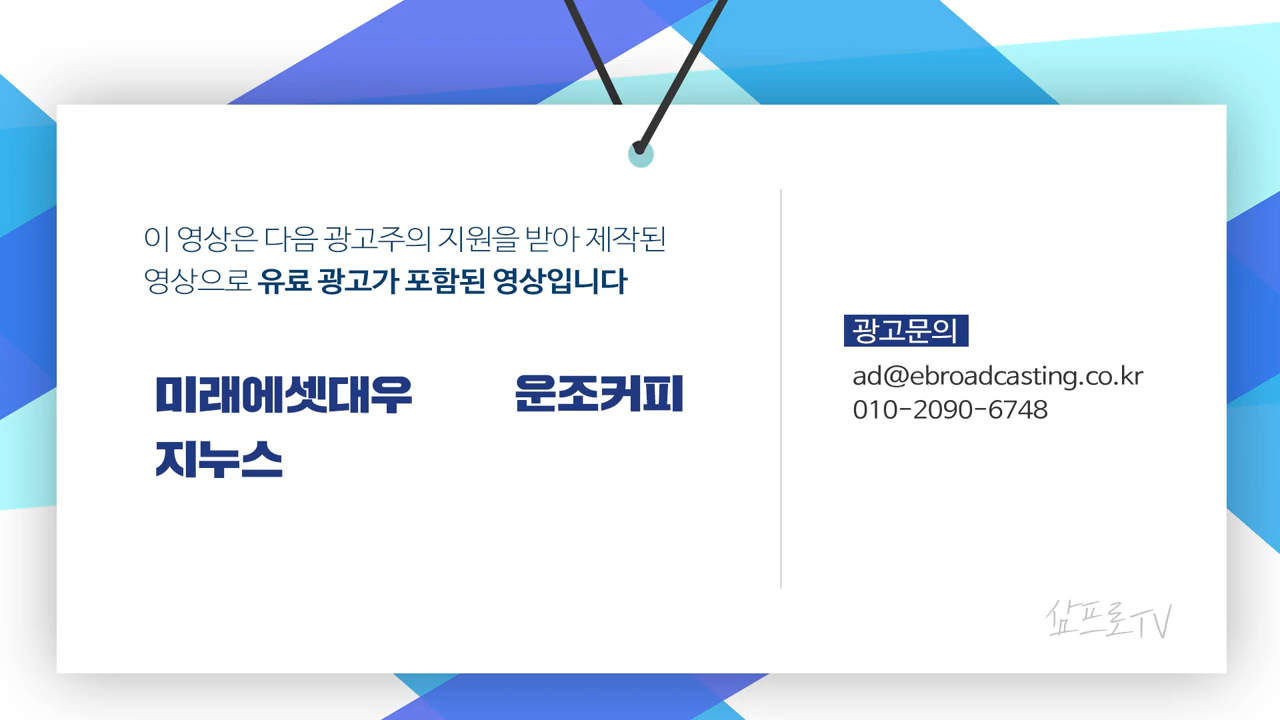 이 영상은 다음 광고주의 지원을 받아 제작된
영상으로 유료 광고가 포함된 영상입니다
미래에셋대우 운조커피
지누스
광고문의
ad@ebroadcasting.co.kr
010-2090-6748
삼프로TV